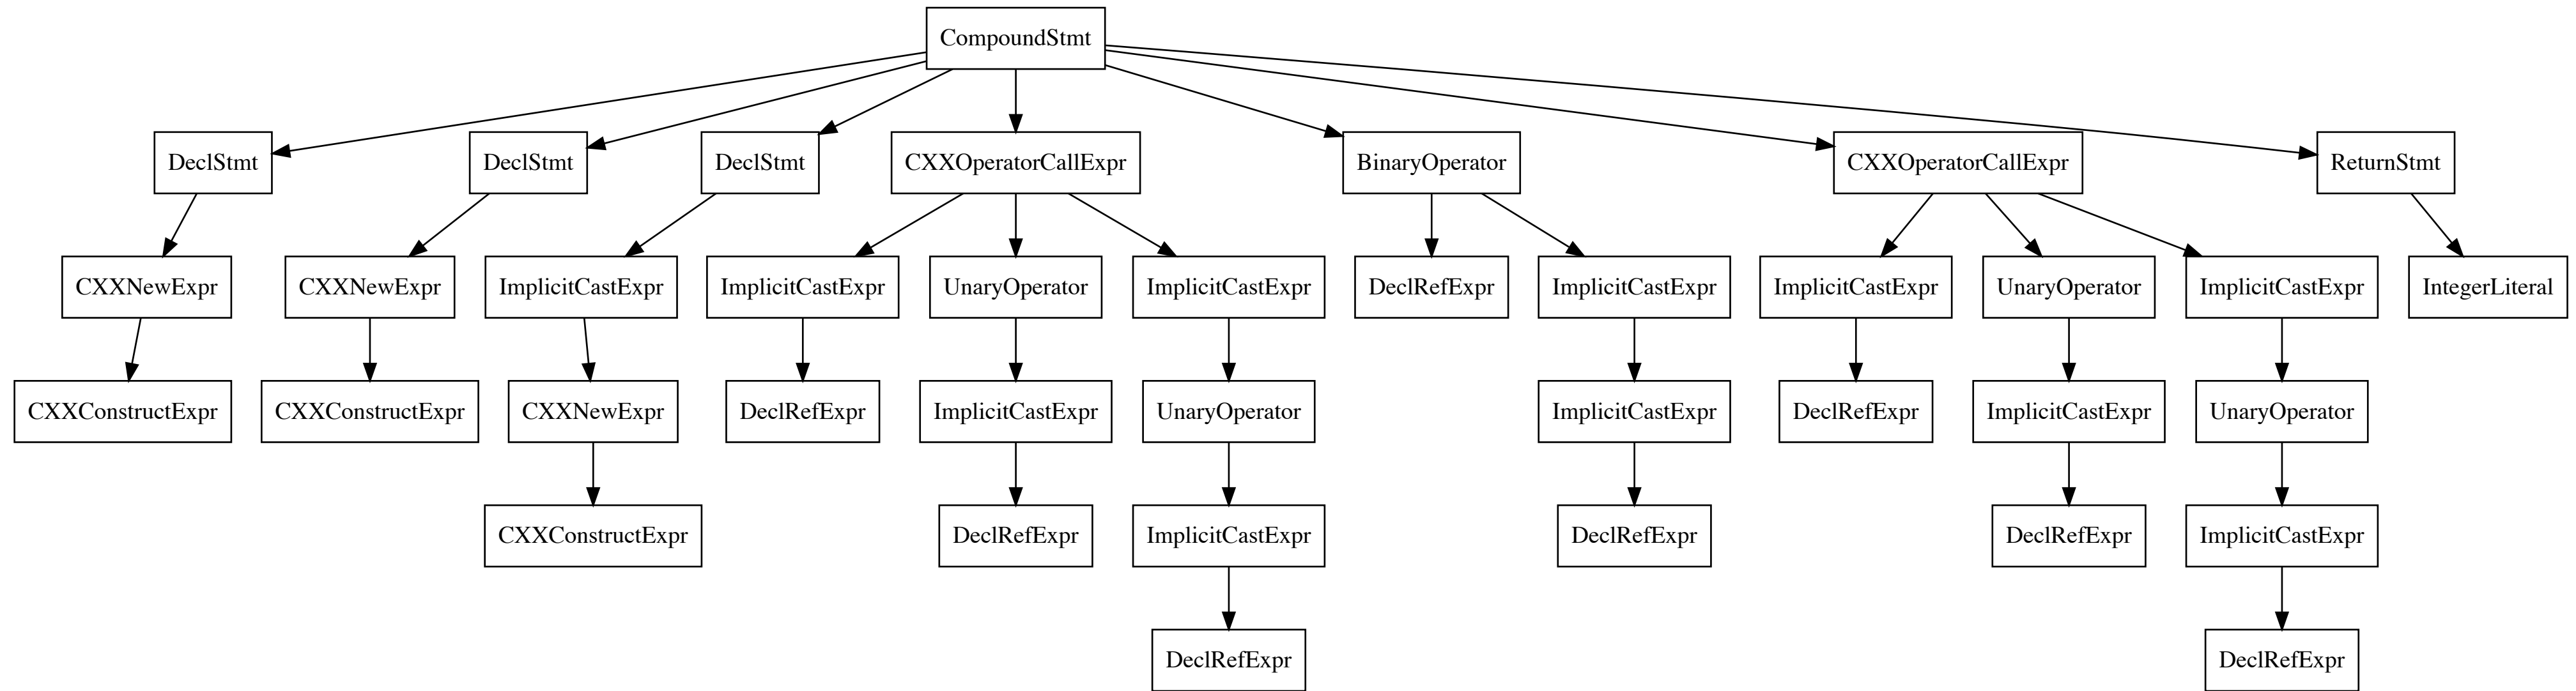 CompoundStmt
DeclStmt
DeclStmt
DeclStmt
CXXOperatorCallExpr
BinaryOperator
CXXOperatorCallExpr
ReturnStmt
CXXNewExpr
CXXNewExpr
ImplicitCastExpr
ImplicitCastExpr
UnaryOperator
ImplicitCastExpr
DeclRefExpr
ImplicitCastExpr
ImplicitCastExpr
UnaryOperator
ImplicitCastExpr
IntegerLiteral
CXXConstructExpr
CXXConstructExpr
CXXNewExpr
DeclRefExpr
ImplicitCastExpr
UnaryOperator
ImplicitCastExpr
DeclRefExpr
ImplicitCastExpr
UnaryOperator
CXXConstructExpr
DeclRefExpr
ImplicitCastExpr
DeclRefExpr
DeclRefExpr
ImplicitCastExpr
DeclRefExpr
DeclRefExpr